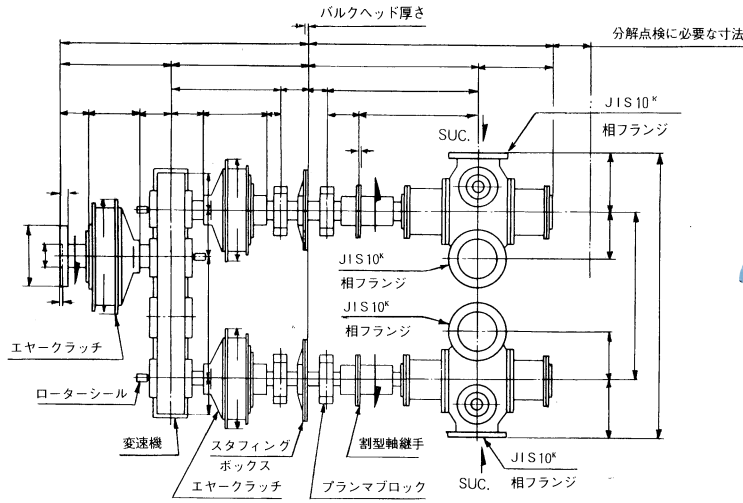 バルクヘッド厚さ
分解点検に必要な寸法
JIS10ᴷ
相フランジ
SUC.
JIS10ᴷ
相フランジ
JIS10ᴷ
相フランジ
エヤークラッチ
ローターシール
変速機
スタフィング
ボックス
エヤークラッチ
プランマブロック
割型軸継手
SUC.
JIS10ᴷ
相フランジ